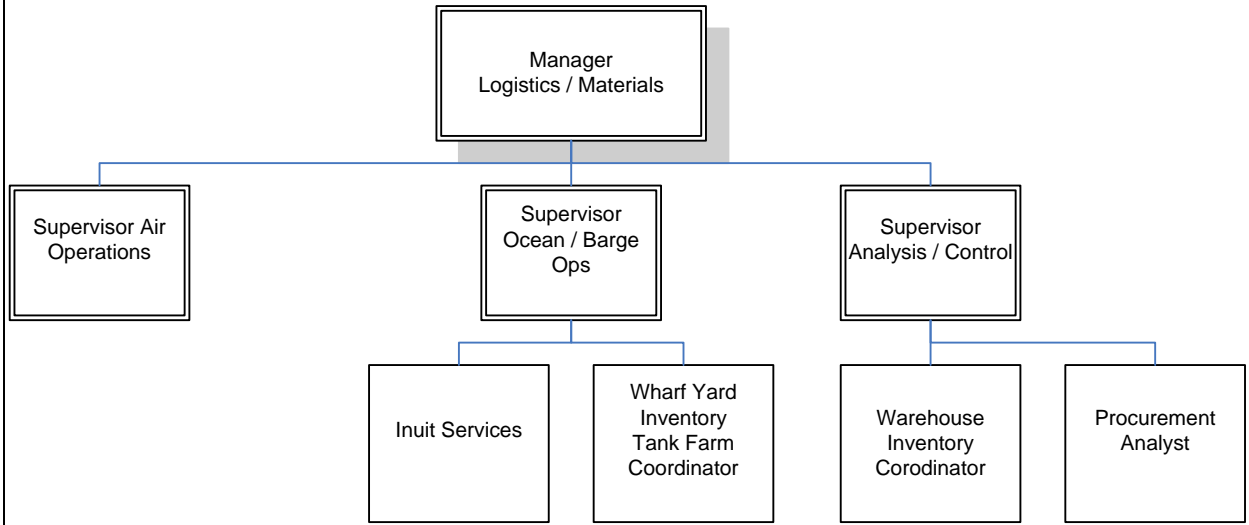 Manager
Logistics / Materials
Supervisor Air
Operations
Supervisor
Ocean / Barge
Ops
Supervisor
Analysis / Control
Inuit Services
Wharf Yard
Inventory
Tank Farm
Coordinator
Warehouse
Inventory
Corodinator
Procurement
Analyst